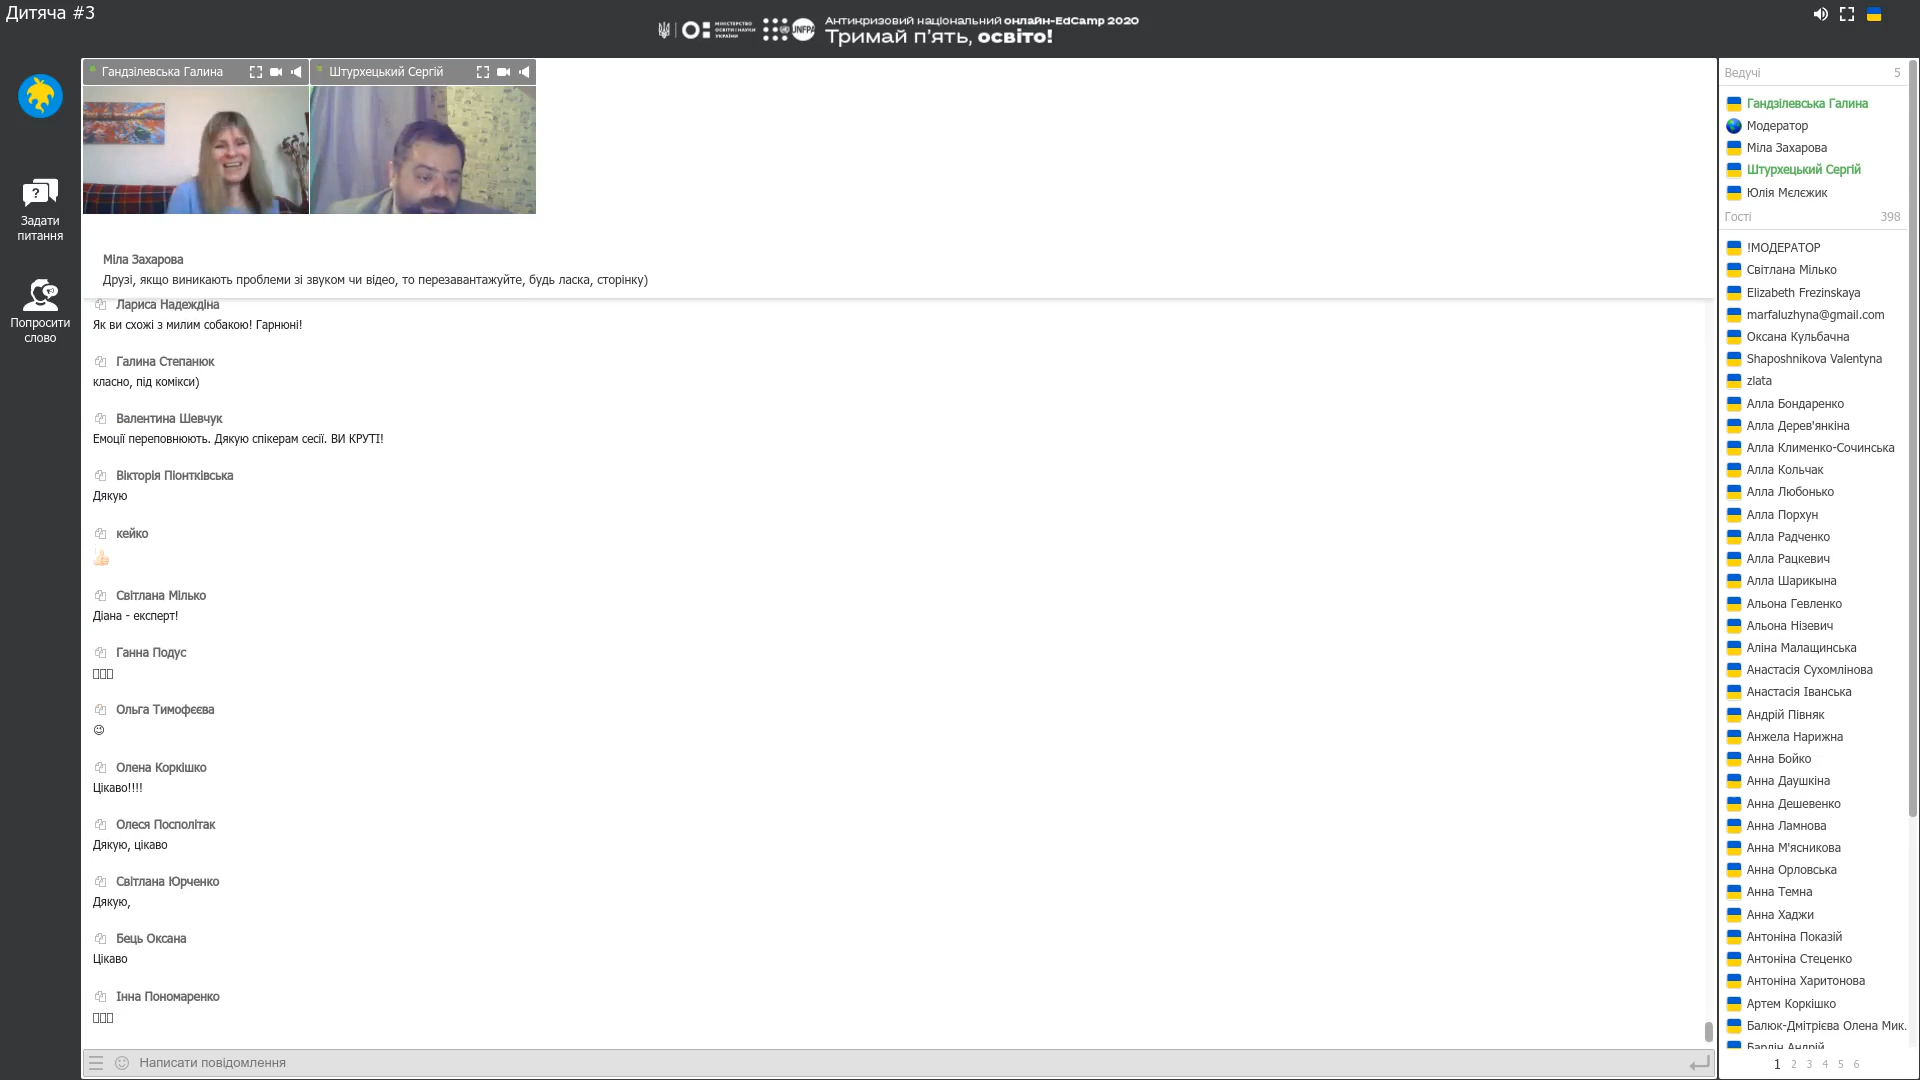 Дитяча #3
МІНІСТЕРСТВО
ОСВІТИ І НАУКИ
УКРАЇНИ
UNFPA
Антикризовий національний онлайн-EdCamp 2020
Тримай п'ять, освіто!
Задати
питання
Попросити
слово
Гандзілевська Галина
Штурхецький Сергій
Міла Захарова
Друзі, якщо виникають проблеми зі звуком чи відео, то перезавантажуйте, будь ласка, сторінку)
Лариса Надеждіна
Як ви схожі з милим собакою! Гарнюні!
Галина Степанюк
класно, під комікси)
Валентина Шевчук
Емоції переповнюють. Дякую спікерам сесії. ВИ КРУТІ!
Вікторія Піонтківська
Дякую
кейко
Світлана Мілько
Діана - експерт!
Ганна Подус
Ольга Тимофєєва
Олена Коркішко
Цікаво!!!!
Олеся Посполітак
Дякую, цікаво
Світлана Юрченко
Дякую,
Бець Оксана
Цікаво
Інна Пономаренко
Написати повідомлення
Ведучі 5
Гандзілевська Галина
Модератор
Міла Захарова
Штурхецький Сергій
Юлія Мєлєжик
Гості 398
!МОДЕРАТОР
Світлана Мілько
Elizabeth Frezinskaya
marfaluzhyna@gmail.com
Оксана Кульбачна
Shaposhnikova Valentyna
zlata
Алла Бондаренко
Алла Дерев'янкіна
Алла Клименко-Сочинська
Алла Кольчак
Алла Любонько
Алла Порхун
Алла Радченко
Алла Рацкевич
Алла Шарикына
Альона Гевленко
Альона Нізевич
Аліна Малащинська
Анастасія Сухомлінова
Анастасія Іванська
Андрій Півняк
Анжела Нарижна
Анна Бойко
Анна Даушкіна
Анна Дешевенко
Анна Ламнова
Анна М'ясникова
Анна Орловська
Анна Темна
Анна Хаджи
Антоніна Показій
Антоніна Стеценко
Антоніна Харитонова
Артем Коркішко
Балюк-Дмітрієва Олена Мик.
Бардін Андрій
1 2 3 4 5 6